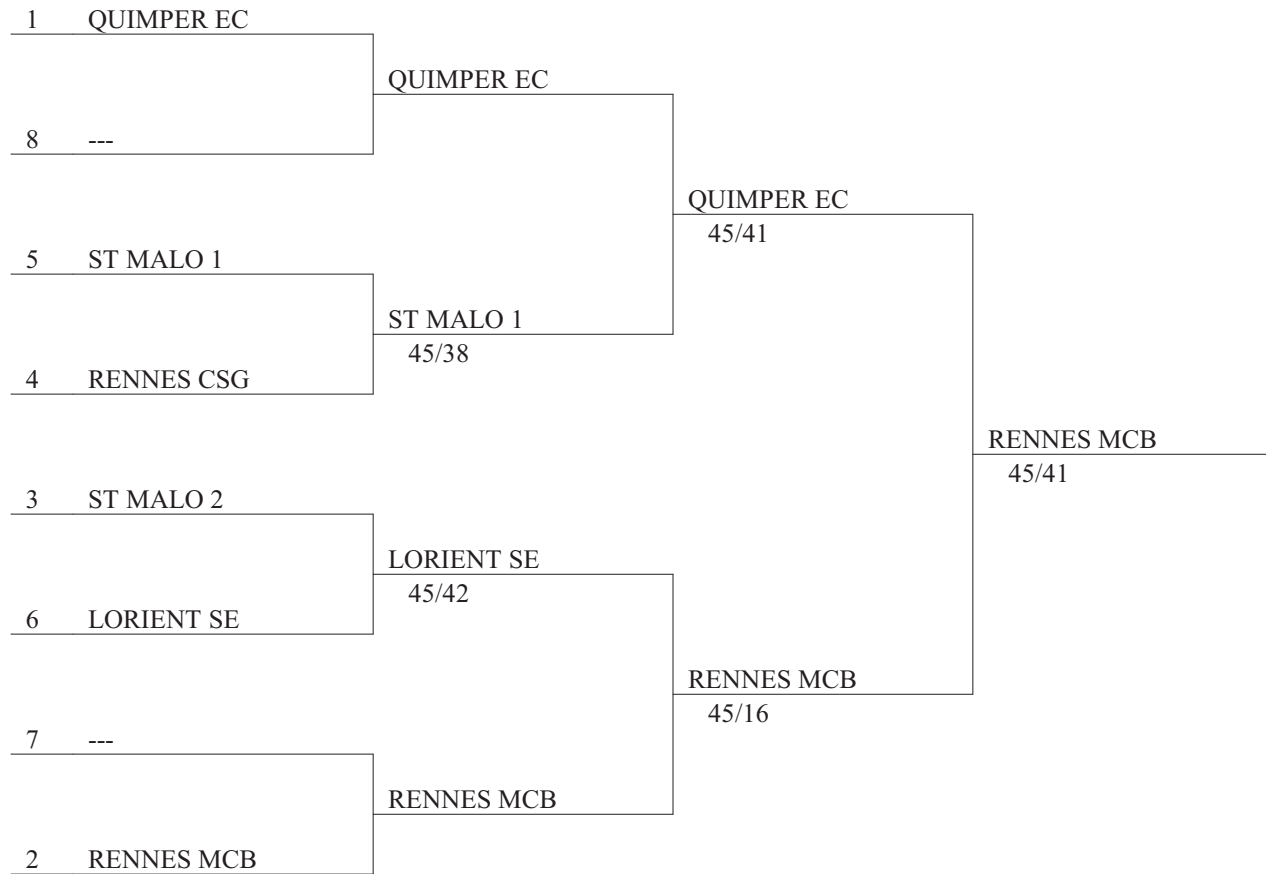 1 QUIMPER EC
QUIMPER EC
8 ---
QUIMPER EC
45/41
5 ST MALO 1
ST MALO 1
45/38
4 RENNES CSG
RENNES MCB
45/41
3 ST MALO 2
LORIENT SE
45/42
6 LORIENT SE
RENNES MCB
45/16
7 ---
RENNES MCB
2 RENNES MCB